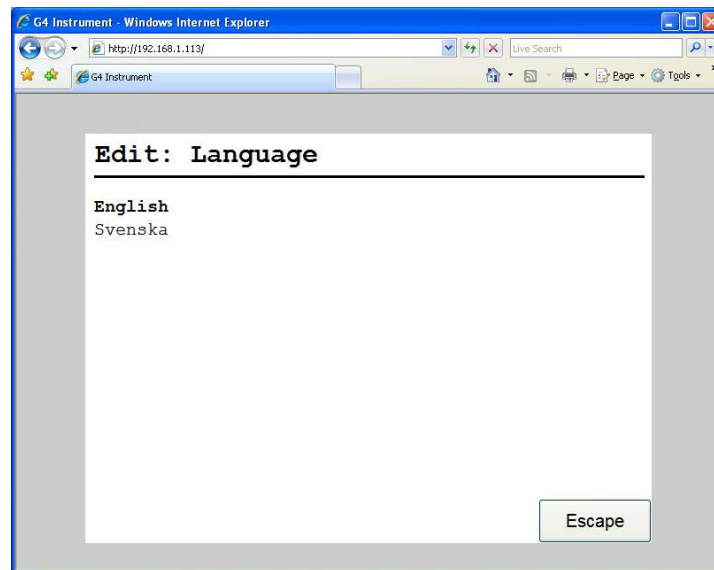 G4 Instrument - Windows Internet Explorer
http://192.168.1.113/
Live Search
G4 Instrument
Page
Tools
Edit: Language
English
Svenska
Escape